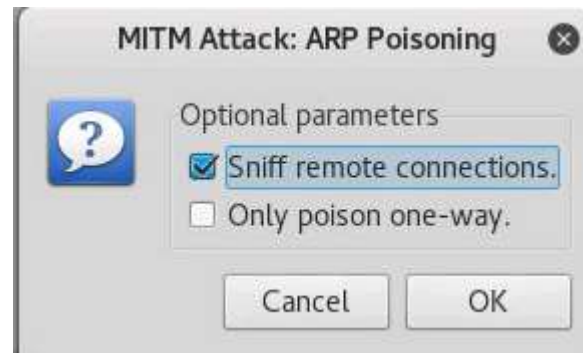 MITM Attack: ARP Poisoning
?
Optional parameters
Sniff remote connections.
Only poison one-way.
Cancel
OK